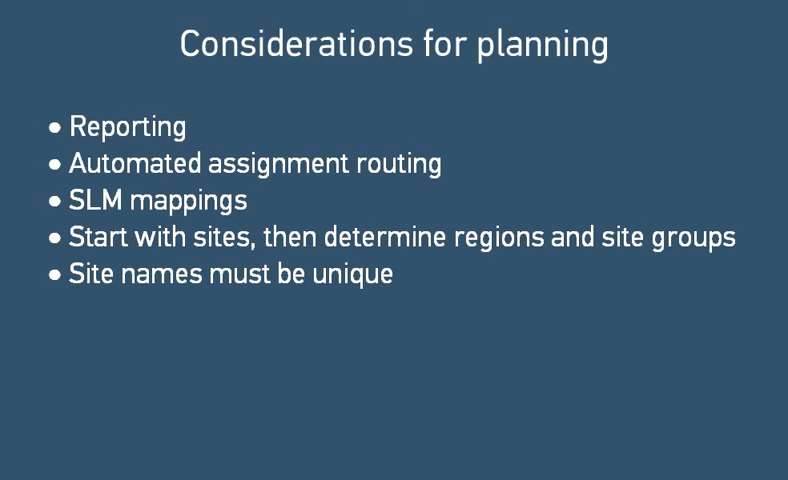 Considerations for planning
• Reporting
• Automated assignment routing
• SLM mappings
• Start with sites, then determine regions and site groups
• Site names must be unique